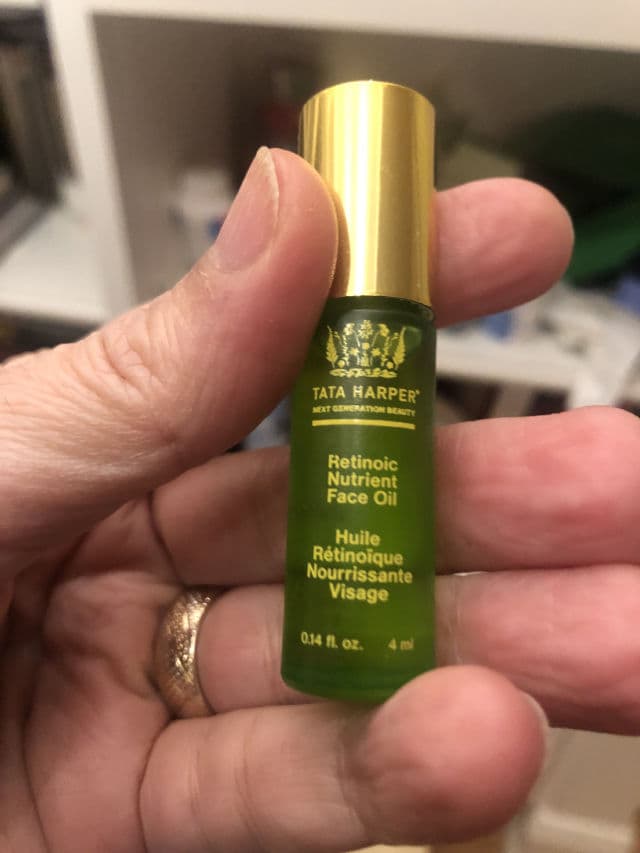 TATA HARPER
NEXT GENERATION BEAUTY
Retinoic
Nutrient
Face Oil
Huile
Rétinoïque
Nourrissante
Visage
0.14 fl. oz. 4 ml